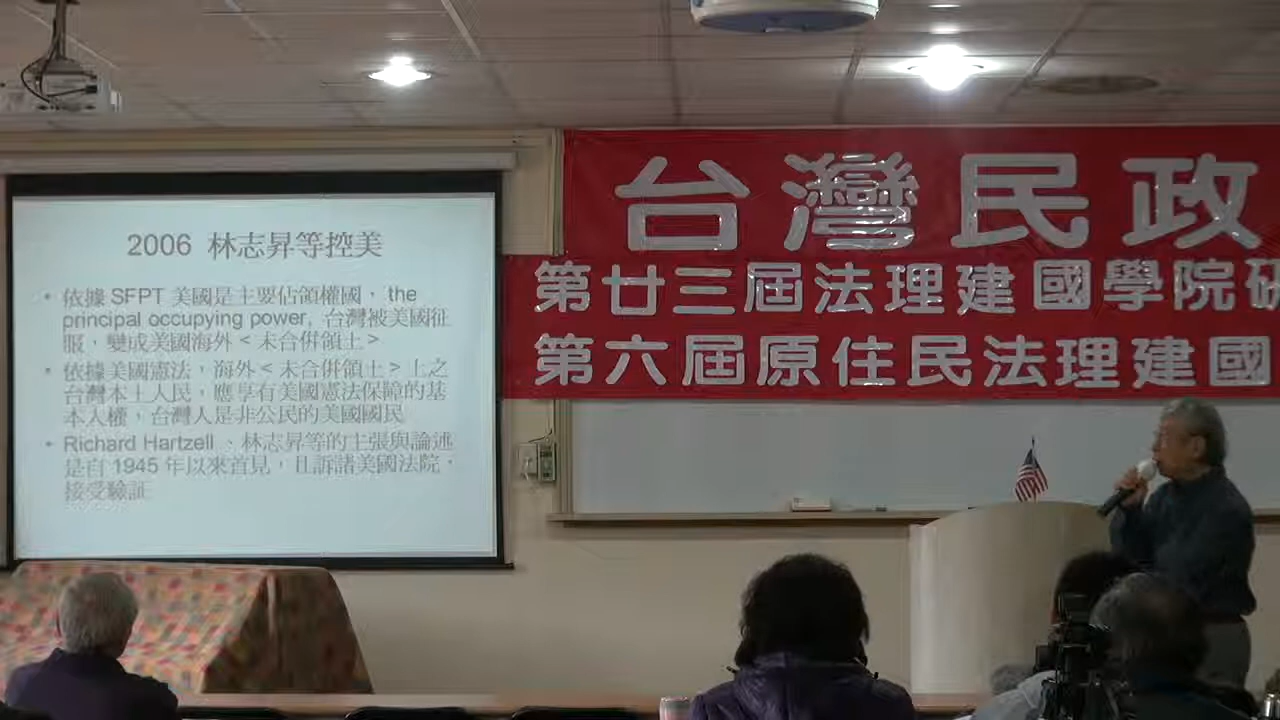 2006 林志昇等控美
• 依據 SFPT 美國是主要佔領權國， the
principal occupying power, 台灣被美國征
服，變成美國海外 < 未合併領土 >
• 依據美國憲法，海外 < 未合併領土 > 上之
台灣本土人民，應享有美國憲法保障的基
本人權，台灣人是非公民的美國國民
• Richard Hartzell 、林志昇等的主張與論述
是自 1945 年以來首見，且訴諸美國法院，
接受驗証
台灣民政
第廿三屆法理建國學院研
第六屆原住民法理建國